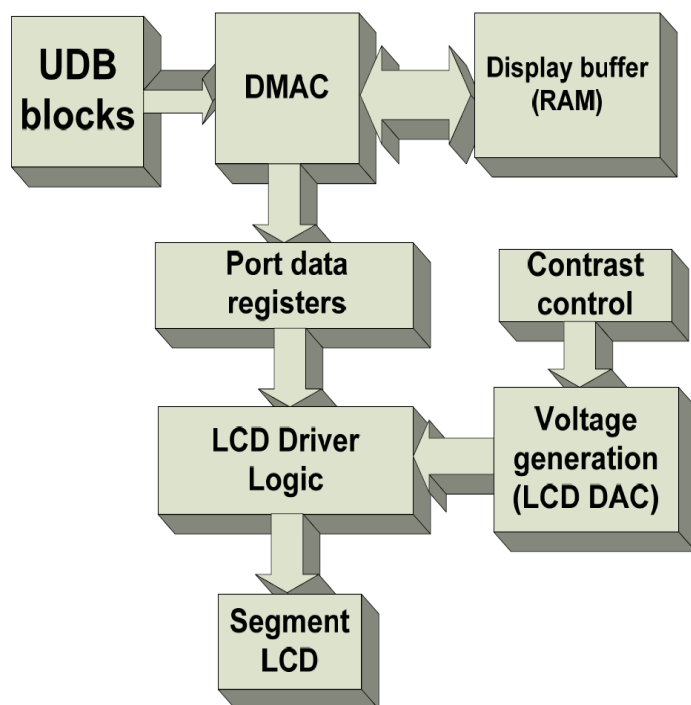 UDB
blocks
DMAC
Display buffer
(RAM)
Port data
registers
Contrast
control
LCD Driver
Logic
Voltage
generation
(LCD DAC)
Segment
LCD